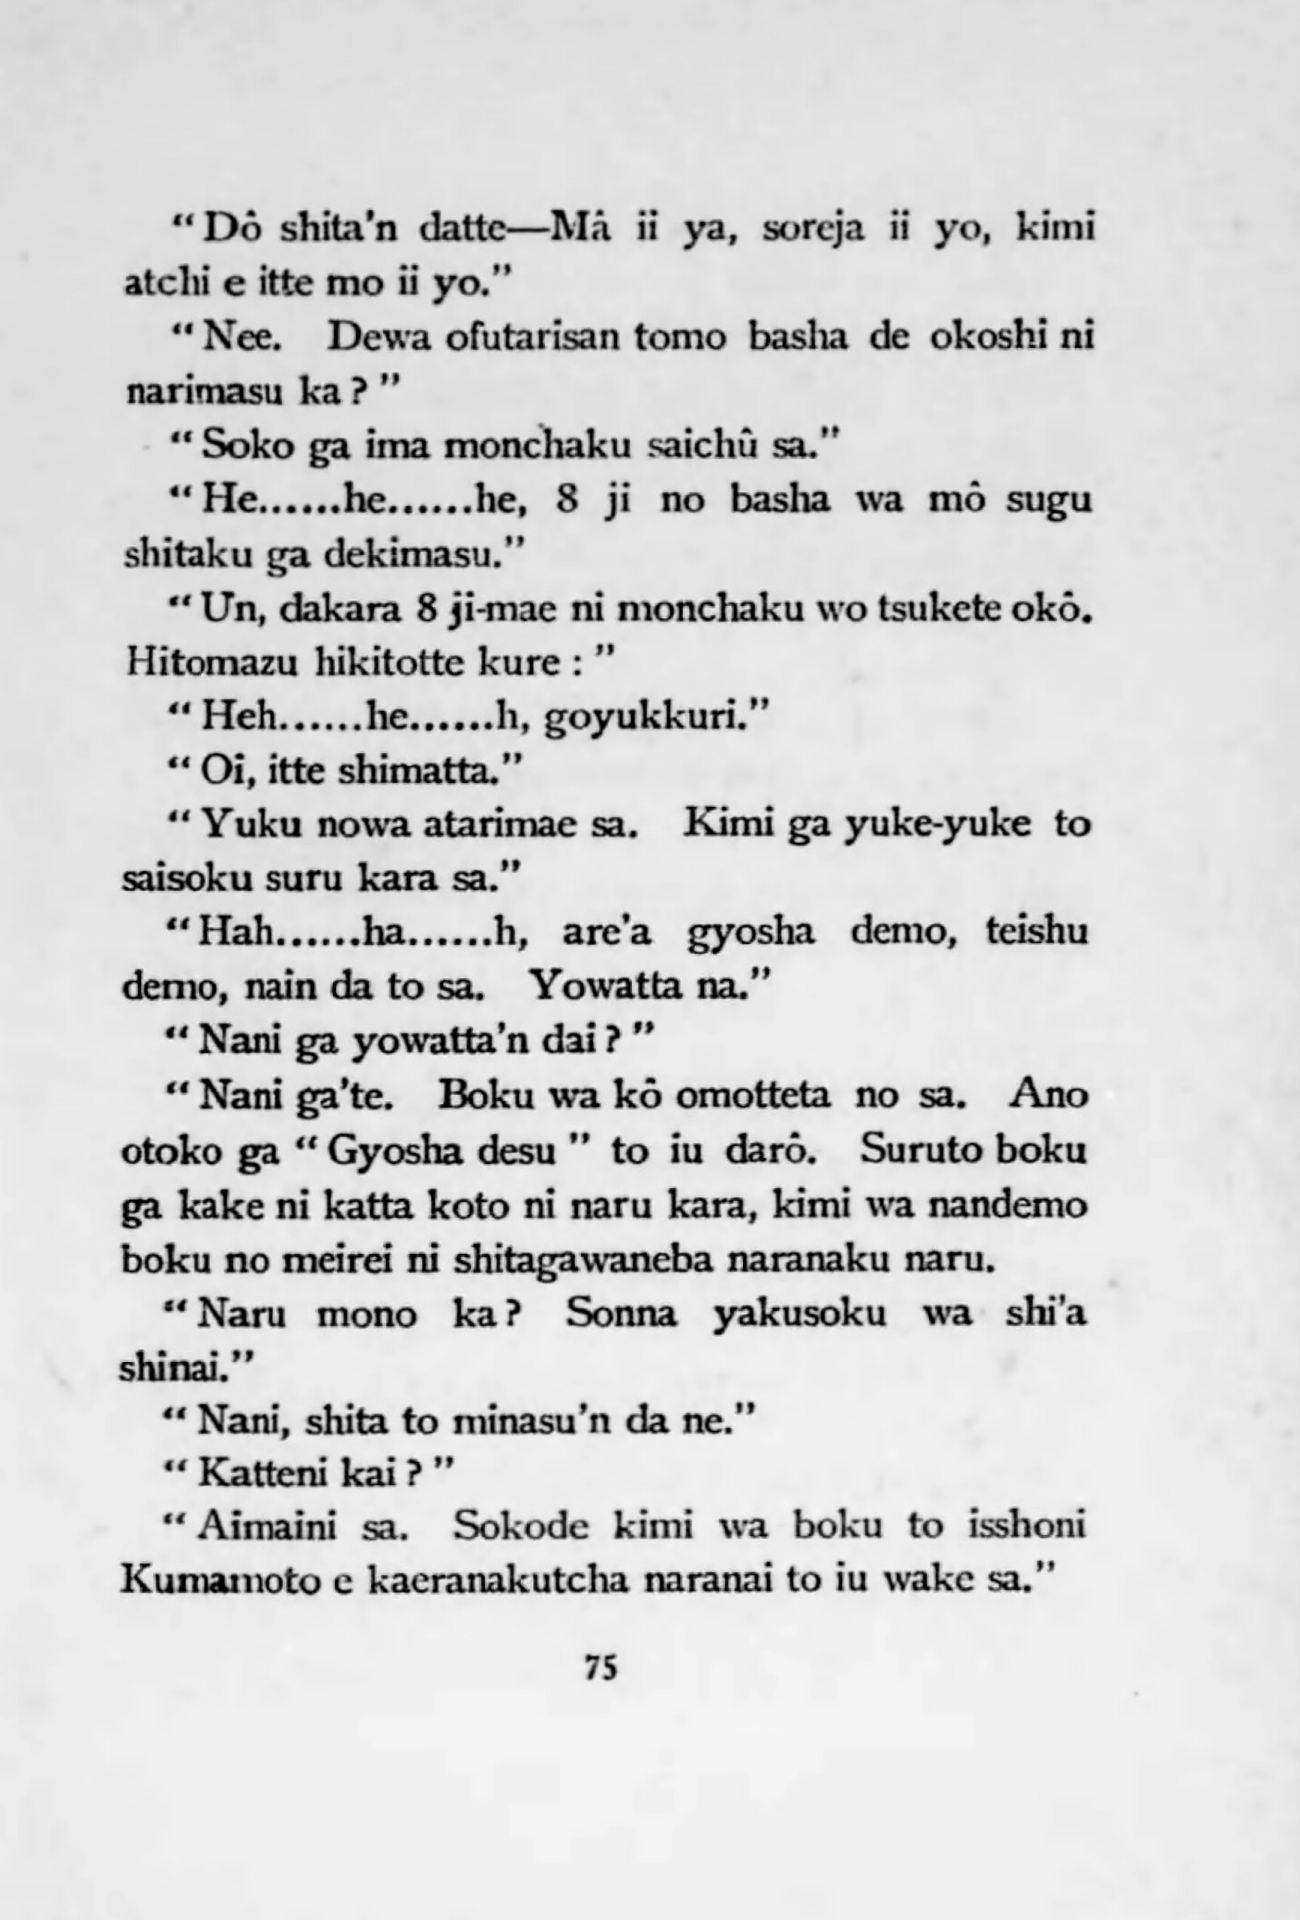 “Dô shita’n datte—Mâ ii ya, soreja ii yo, kimi
atchi e itte mo ii yo.”
“Nee. Dewa ofutarisan tomo basha de okoshi ni
narimasu ka?”
“Soko ga ima monchaku saichû sa.”
“He......he......he, 8 ji no basha wa mô sugu
shitaku ga dekimasu.”
“Un, dakara 8 ji-mae ni monchaku wo tsukete okô.
Hitomazu hikitotte kure : ”
“Heh......he......h, goyukkuri.”
“Oi, itte shimatta.”
“Yuku nowa atarimae sa. Kimi ga yuke-yuke to
saisoku suru kara sa.”
“Hah......ha......h, are’a gyosha demo, teishu
demo, nain da to sa. Yowatta na.”
“Nani ga yowatta’n dai?”
“Nani ga’te. Boku wa kô omotteta no sa. Ano
otoko ga “Gyosha desu” to iu darô. Suruto boku
ga kake ni katta koto ni naru kara, kimi wa nandemo
boku no meirei ni shitagawaneba naranaku naru.
“Naru mono ka? Sonna yakusoku wa shi’a
shinai.”
“Nani, shita to minasu’n da ne.”
“Katteni kai?”
“Aimaini sa. Sokode kimi wa boku to isshoni
Kumamoto e kaeranakutcha naranai to iu wake sa.”
75